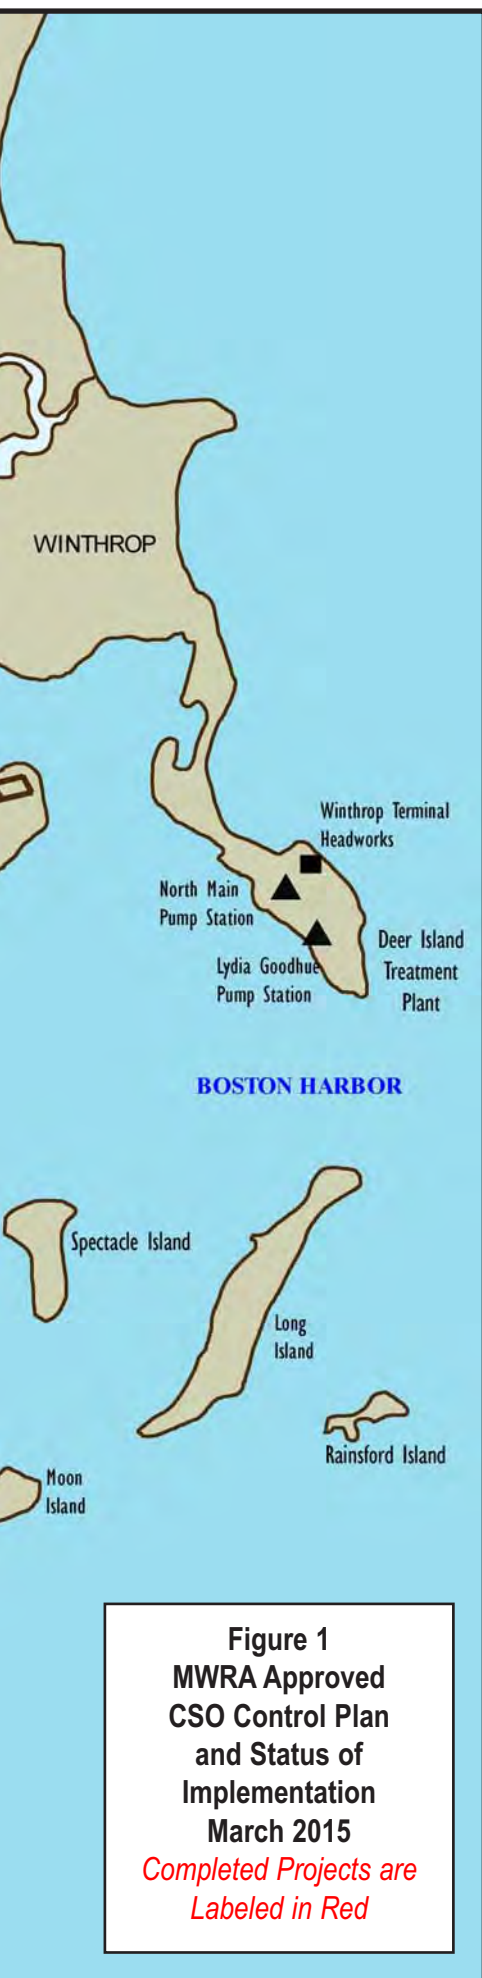 WINTHROP
Winthrop Terminal
Headworks
North Main
Pump Station
Lydia Goodhue
Pump Station
Deer Island
Treatment
Plant
BOSTON HARBOR
Spectacle Island
Long
Island
Rainsford Island
Moon
Island
Figure 1
MWRA Approved
CSO Control Plan
and Status of
Implementation
March 2015
Completed Projects are
Labeled in Red